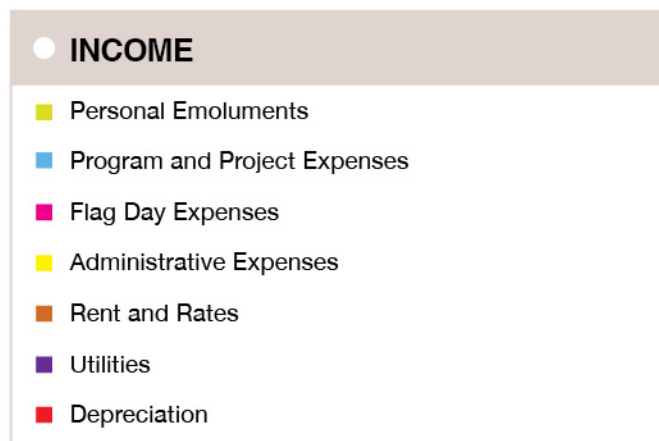 INCOME
Personal Emoluments
Program and Project Expenses
Flag Day Expenses
Administrative Expenses
Rent and Rates
Utilities
Depreciation